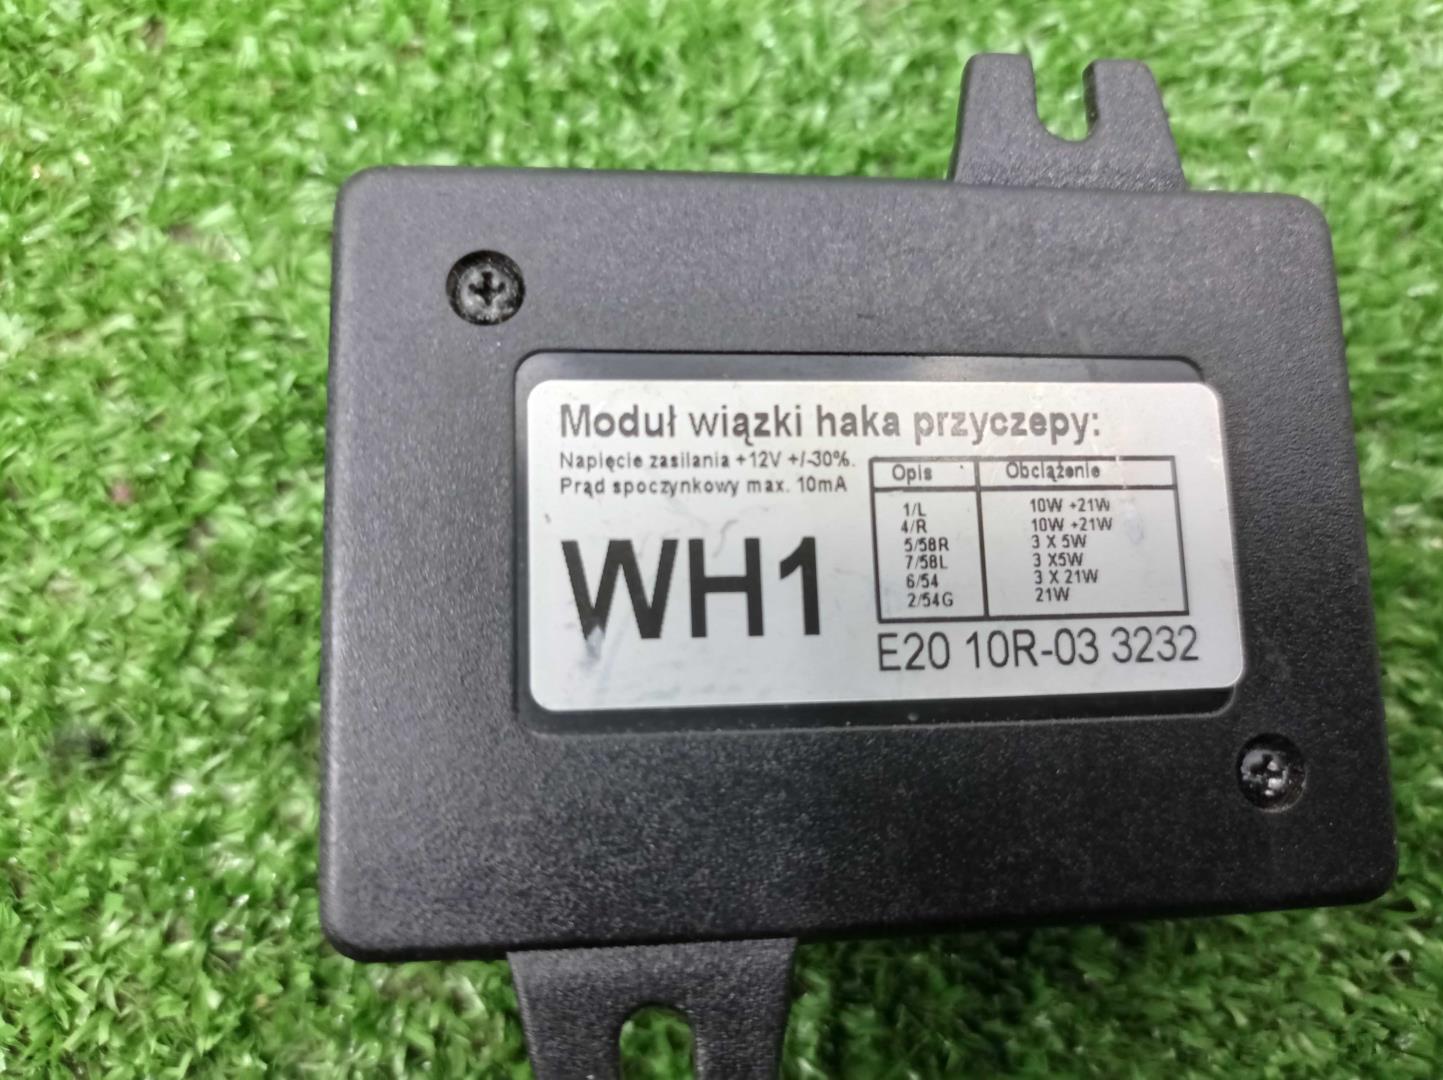 Moduł wiązki haka przyczepy:
Napięcie zasilania +12V +/-30%.
Prąd spoczynkowy max. 10mA
WH1
Opis Obciążenie
1/L 10W +21W
4/R 10W +21W
5/58R 3 X 5W
7/58L 3 X5W
6/54 3 X 21W
2/54G 21W
E20 10R-03 3232